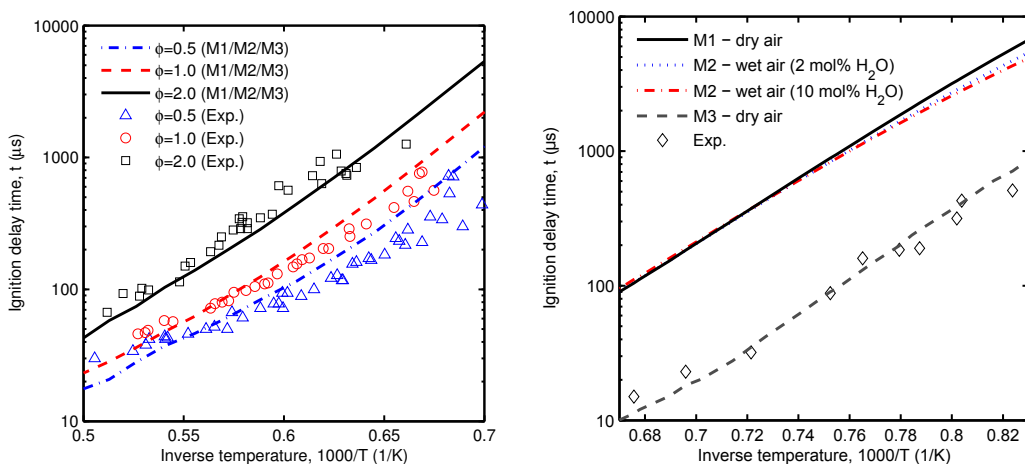 10000
1000
100
10
Ignition delay time, t (µs)
ϕ=0.5 (M1/M2/M3)
ϕ=1.0 (M1/M2/M3)
ϕ=2.0 (M1/M2/M3)
ϕ=0.5 (Exp.)
ϕ=1.0 (Exp.)
ϕ=2.0 (Exp.)
0.5 0.55 0.6 0.65 0.7
Inverse temperature, 1000/T (1/K)
10000
1000
100
10
Ignition delay time, t (µs)
M1 − dry air
M2 − wet air (2 mol% H₂O)
M2 − wet air (10 mol% H₂O)
M3 − dry air
Exp.
0.68 0.7 0.72 0.74 0.76 0.78 0.8 0.82
Inverse temperature, 1000/T (1/K)